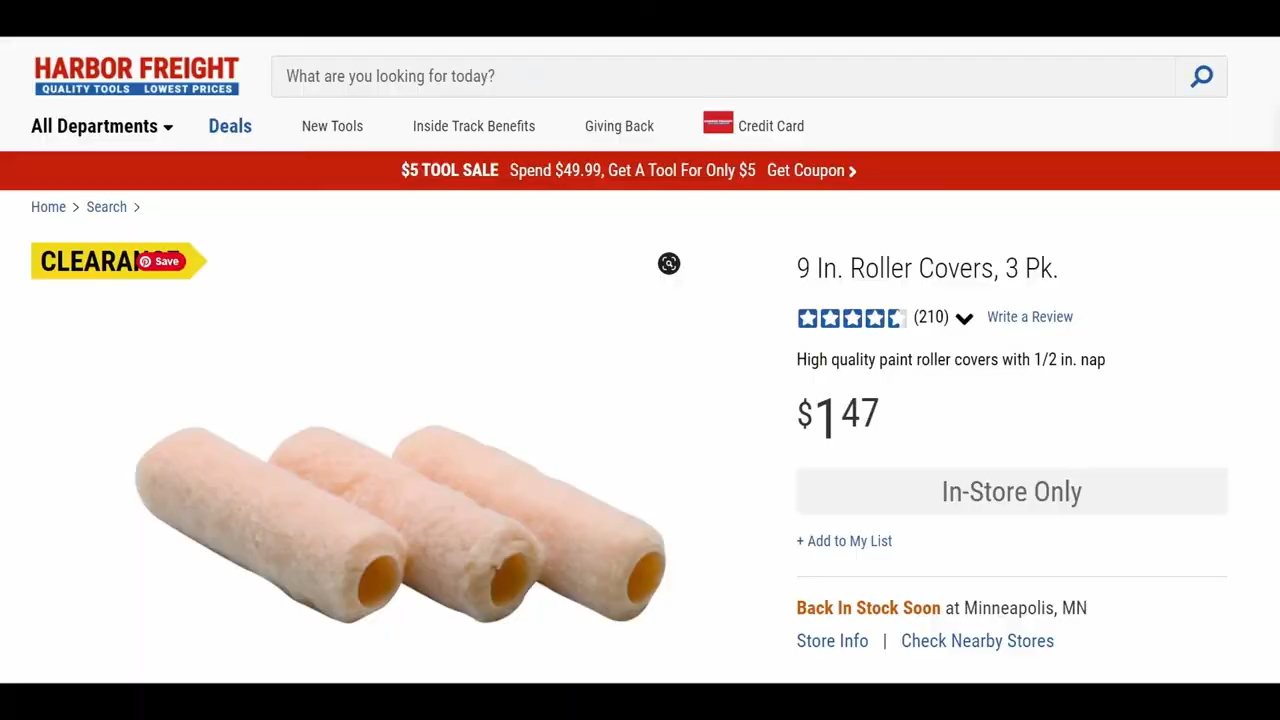 HARBOR FREIGHT
QUALITY TOOLS LOWEST PRICES
What are you looking for today?
All Departments
Deals
New Tools
Inside Track Benefits
Giving Back
Credit Card
$5 TOOL SALE Spend $49.99, Get A Tool For Only $5 Get Coupon >
Home > Search >
Save
9 In. Roller Covers, 3 Pk.
(210)
Write a Review
High quality paint roller covers with 1/2 in. nap
$1 47
In-Store Only
+ Add to My List
Back In Stock Soon at Minneapolis, MN
Store Info | Check Nearby Stores